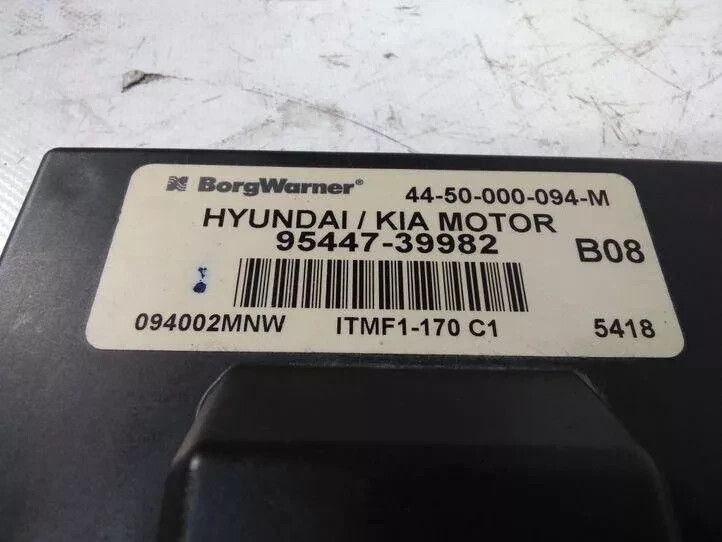 BorgWarner® 44-50-000-094-M
HYUNDAI / KIA MOTOR
95447-39982 B08
094002MNW ITMF1-170 C1 5418